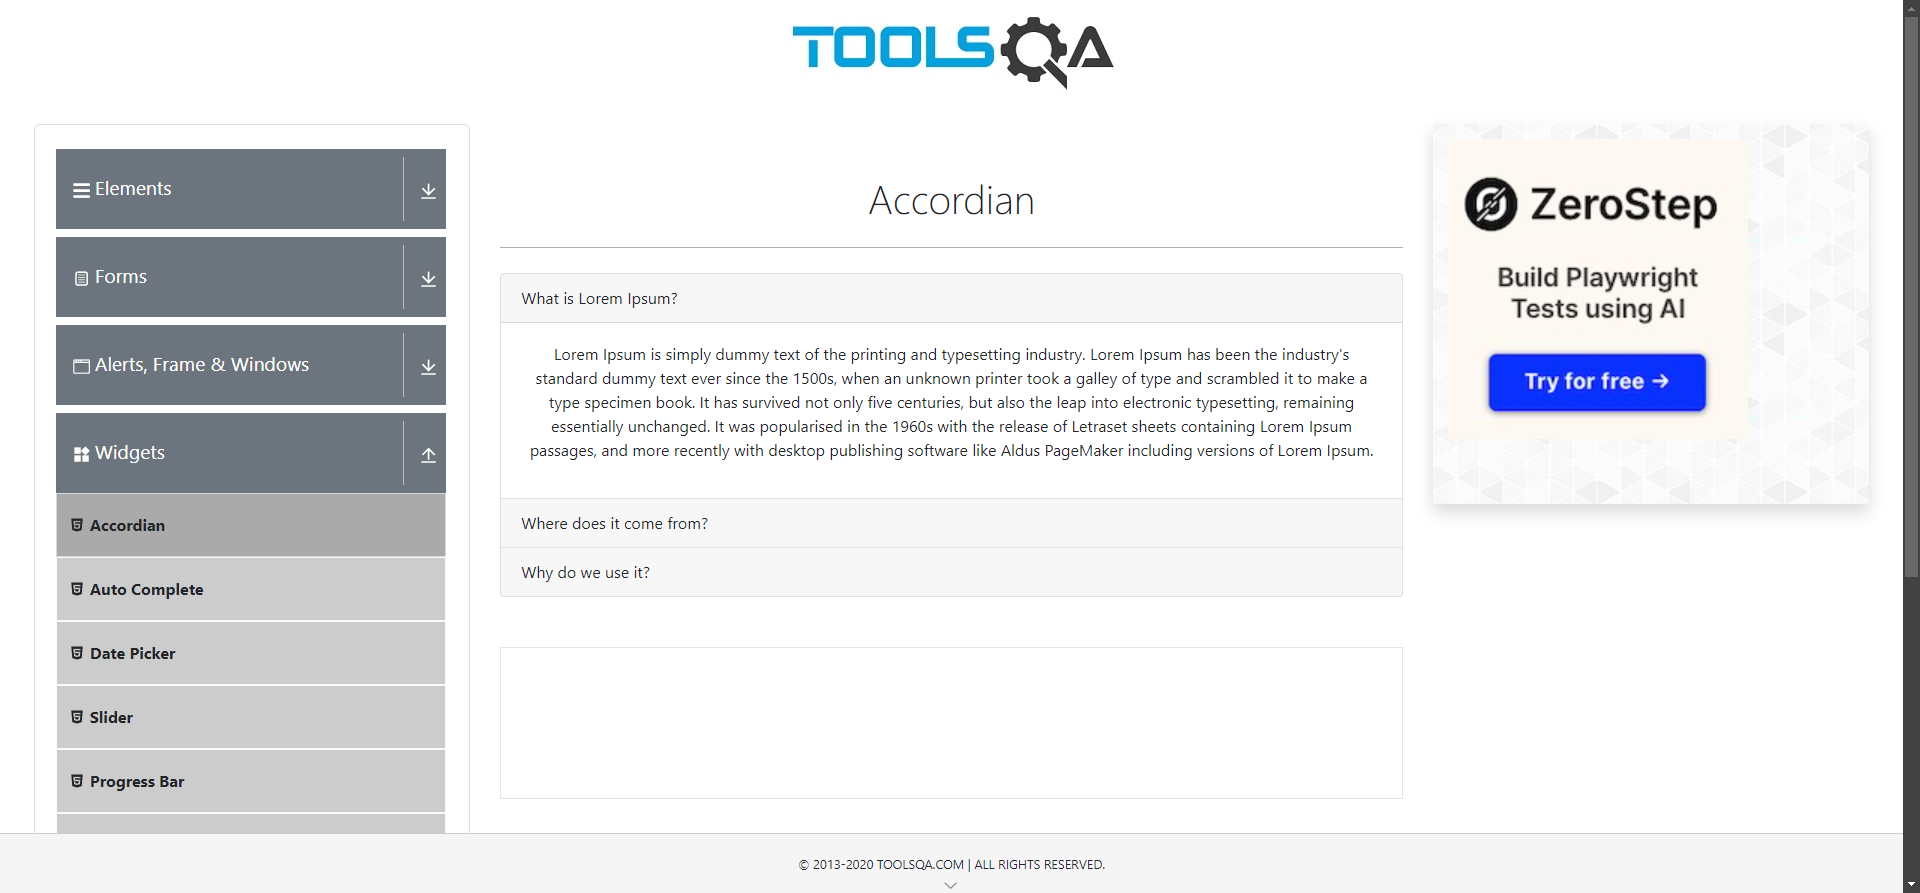 TOOLSQA
Elements
Forms
Alerts, Frame & Windows
Widgets
Accordian
Auto Complete
Date Picker
Slider
Progress Bar
Accordian
What is Lorem Ipsum?
Lorem Ipsum is simply dummy text of the printing and typesetting industry. Lorem Ipsum has been the industry's
standard dummy text ever since the 1500s, when an unknown printer took a galley of type and scrambled it to make a
type specimen book. It has survived not only five centuries, but also the leap into electronic typesetting, remaining
essentially unchanged. It was popularised in the 1960s with the release of Letraset sheets containing Lorem Ipsum
passages, and more recently with desktop publishing software like Aldus PageMaker including versions of Lorem Ipsum.
Where does it come from?
Why do we use it?
ZeroStep
Build Playwright
Tests using AI
Try for free →
© 2013-2020 TOOLSQA.COM | ALL RIGHTS RESERVED.